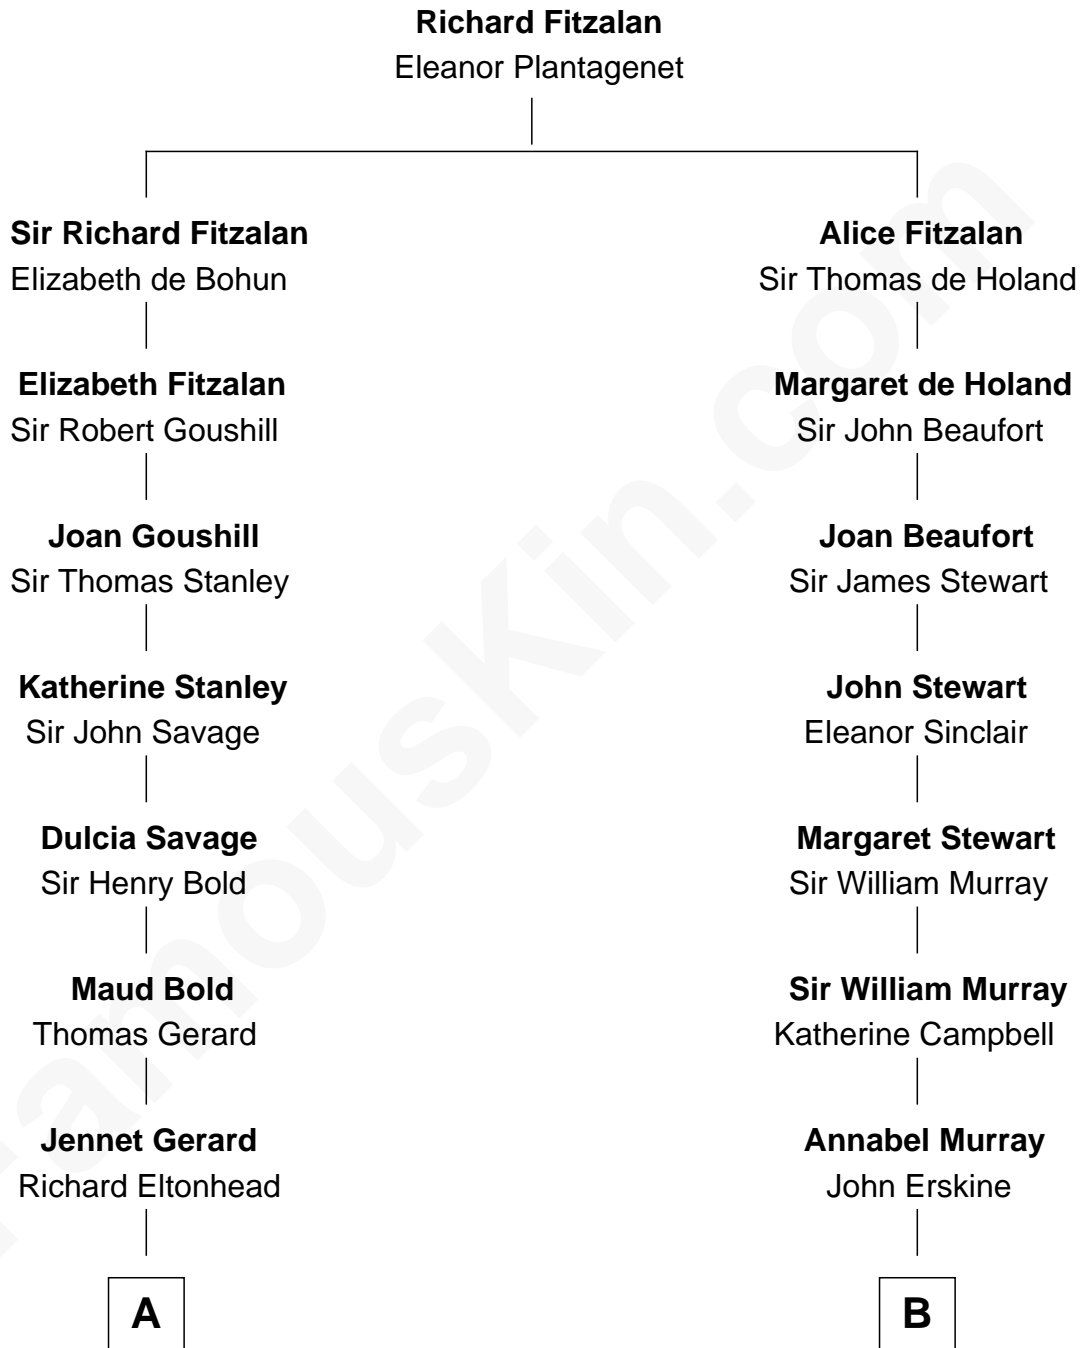 Richard Fitzalan
Eleanor Plantagenet
Sir Richard Fitzalan
Elizabeth de Bohun
Alice Fitzalan
Sir Thomas de Holand
Elizabeth Fitzalan
Sir Robert Goushill
Margaret de Holand
Sir John Beaufort
Joan Goushill
Sir Thomas Stanley
Joan Beaufort
Sir James Stewart
Katherine Stanley
Sir John Savage
John Stewart
Eleanor Sinclair
Dulcia Savage
Sir Henry Bold
Margaret Stewart
Sir William Murray
Maud Bold
Thomas Gerard
Sir William Murray
Katherine Campbell
Jennet Gerard
Richard Eltonhead
Annabel Murray
John Erskine
A
B
FamousKin.com